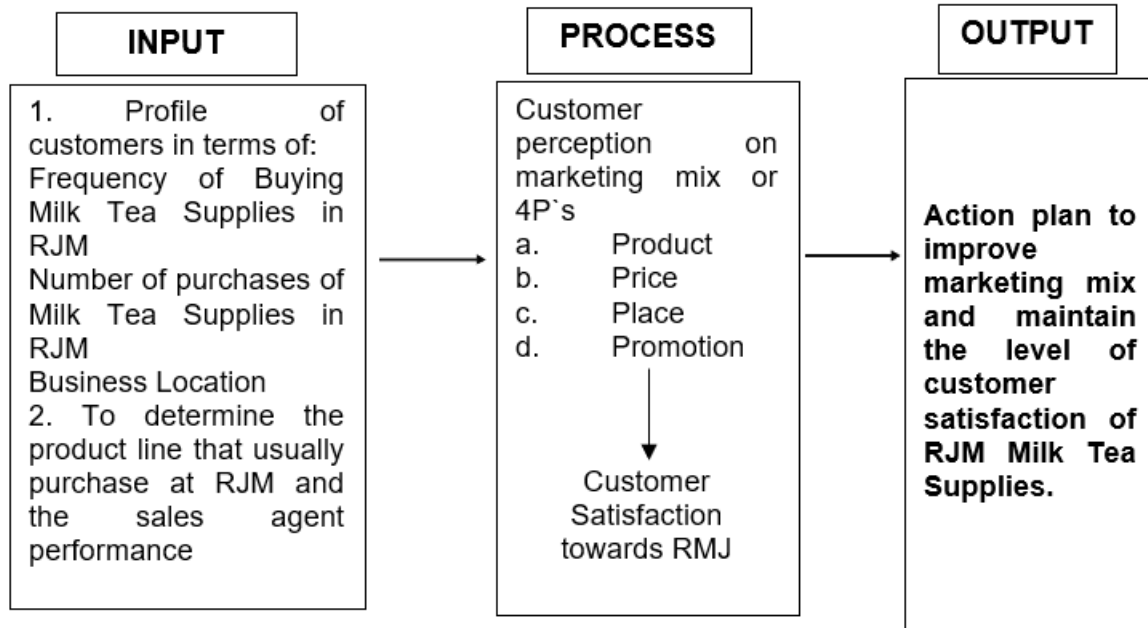 INPUT
1. Profile of
customers in terms of:
Frequency of Buying
Milk Tea Supplies in
RJM
Number of purchases of
Milk Tea Supplies in
RJM
Business Location
2. To determine the
product line that usually
purchase at RJM and
the sales agent
performance
PROCESS
Customer
perception on
marketing mix or
4P`s
a. Product
b. Price
c. Place
d. Promotion
Customer
Satisfaction
towards RMJ
OUTPUT
Action plan to
improve
marketing mix
and maintain
the level of
customer
satisfaction of
RJM Milk Tea
Supplies.